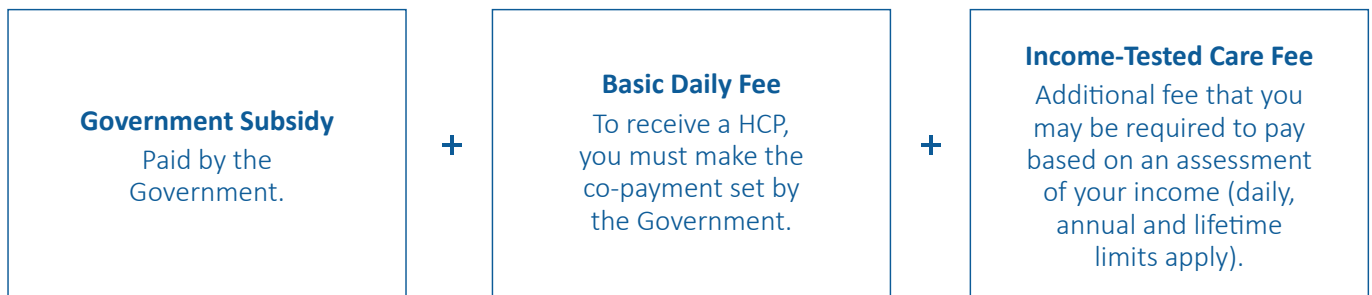 Government Subsidy
Paid by the
Government.
+
Basic Daily Fee
To receive a HCP,
you must make the
co-payment set by
the Government.
+
Income-Tested Care Fee
Additional fee that you
may be required to pay
based on an assessment
of your income (daily,
annual and lifetime
limits apply).